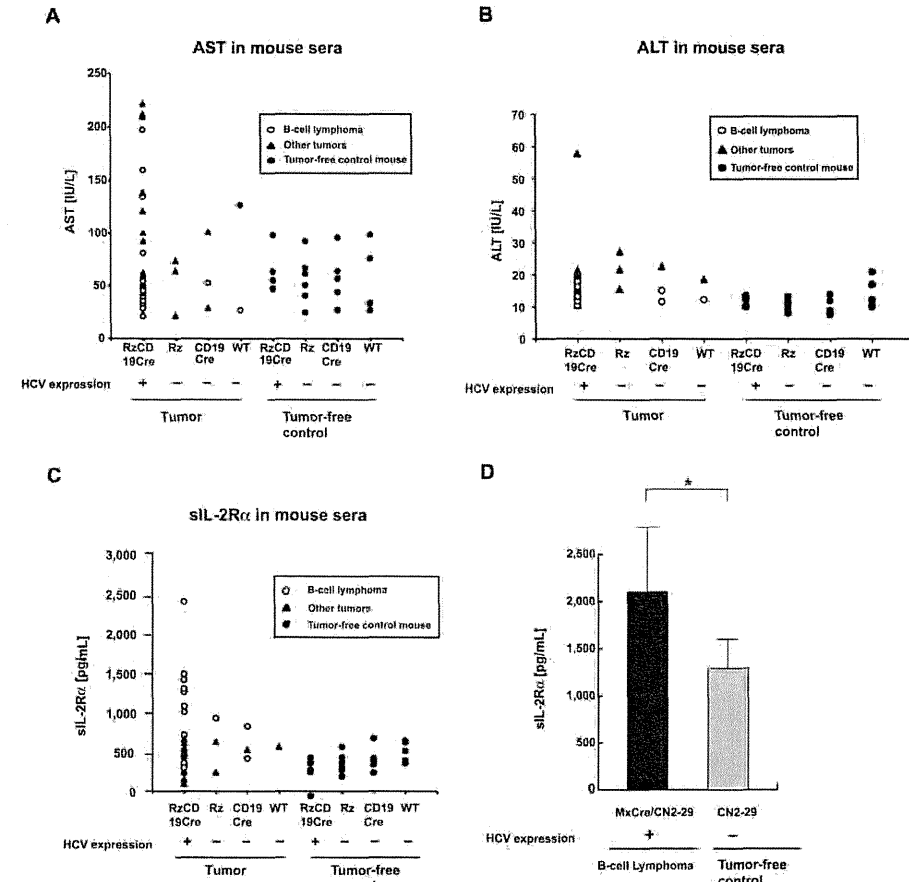 A
AST in mouse sera
250
200
150
100
50
0
AST [IU/L]
B-cell lymphoma
Other tumors
Tumor-free control mouse
RzCD Rz CD19 WT RzCD Rz CD19 WT
19Cre Cre 19Cre Cre
HCV expression + − − − + − − −
Tumor Tumor-free
control
B
ALT in mouse sera
70
60
50
40
30
20
10
0
ALT [IU/L]
B-cell lymphoma
Other tumors
Tumor-free control mouse
RzCD Rz CD19 WT RzCD Rz CD19 WT
19Cre Cre 19Cre Cre
HCV expression + − − − + − − −
Tumor Tumor-free
control
C
sIL-2Rα in mouse sera
3,000
2,500
2,000
1,500
1,000
500
0
sIL-2Rα [pg/mL]
B-cell lymphoma
Other tumors
Tumor-free control mouse
RzCD Rz CD19 WT RzCD Rz CD19 WT
19Cre Cre 19Cre Cre
HCV expression + − − − + − − −
Tumor Tumor-free
D
*
2,500
2,000
1,500
1,000
500
0
sIL-2Rα [pg/mL]
MxCre/CN2-29 CN2-29
HCV expression + −
B-cell Lymphoma Tumor-free
control